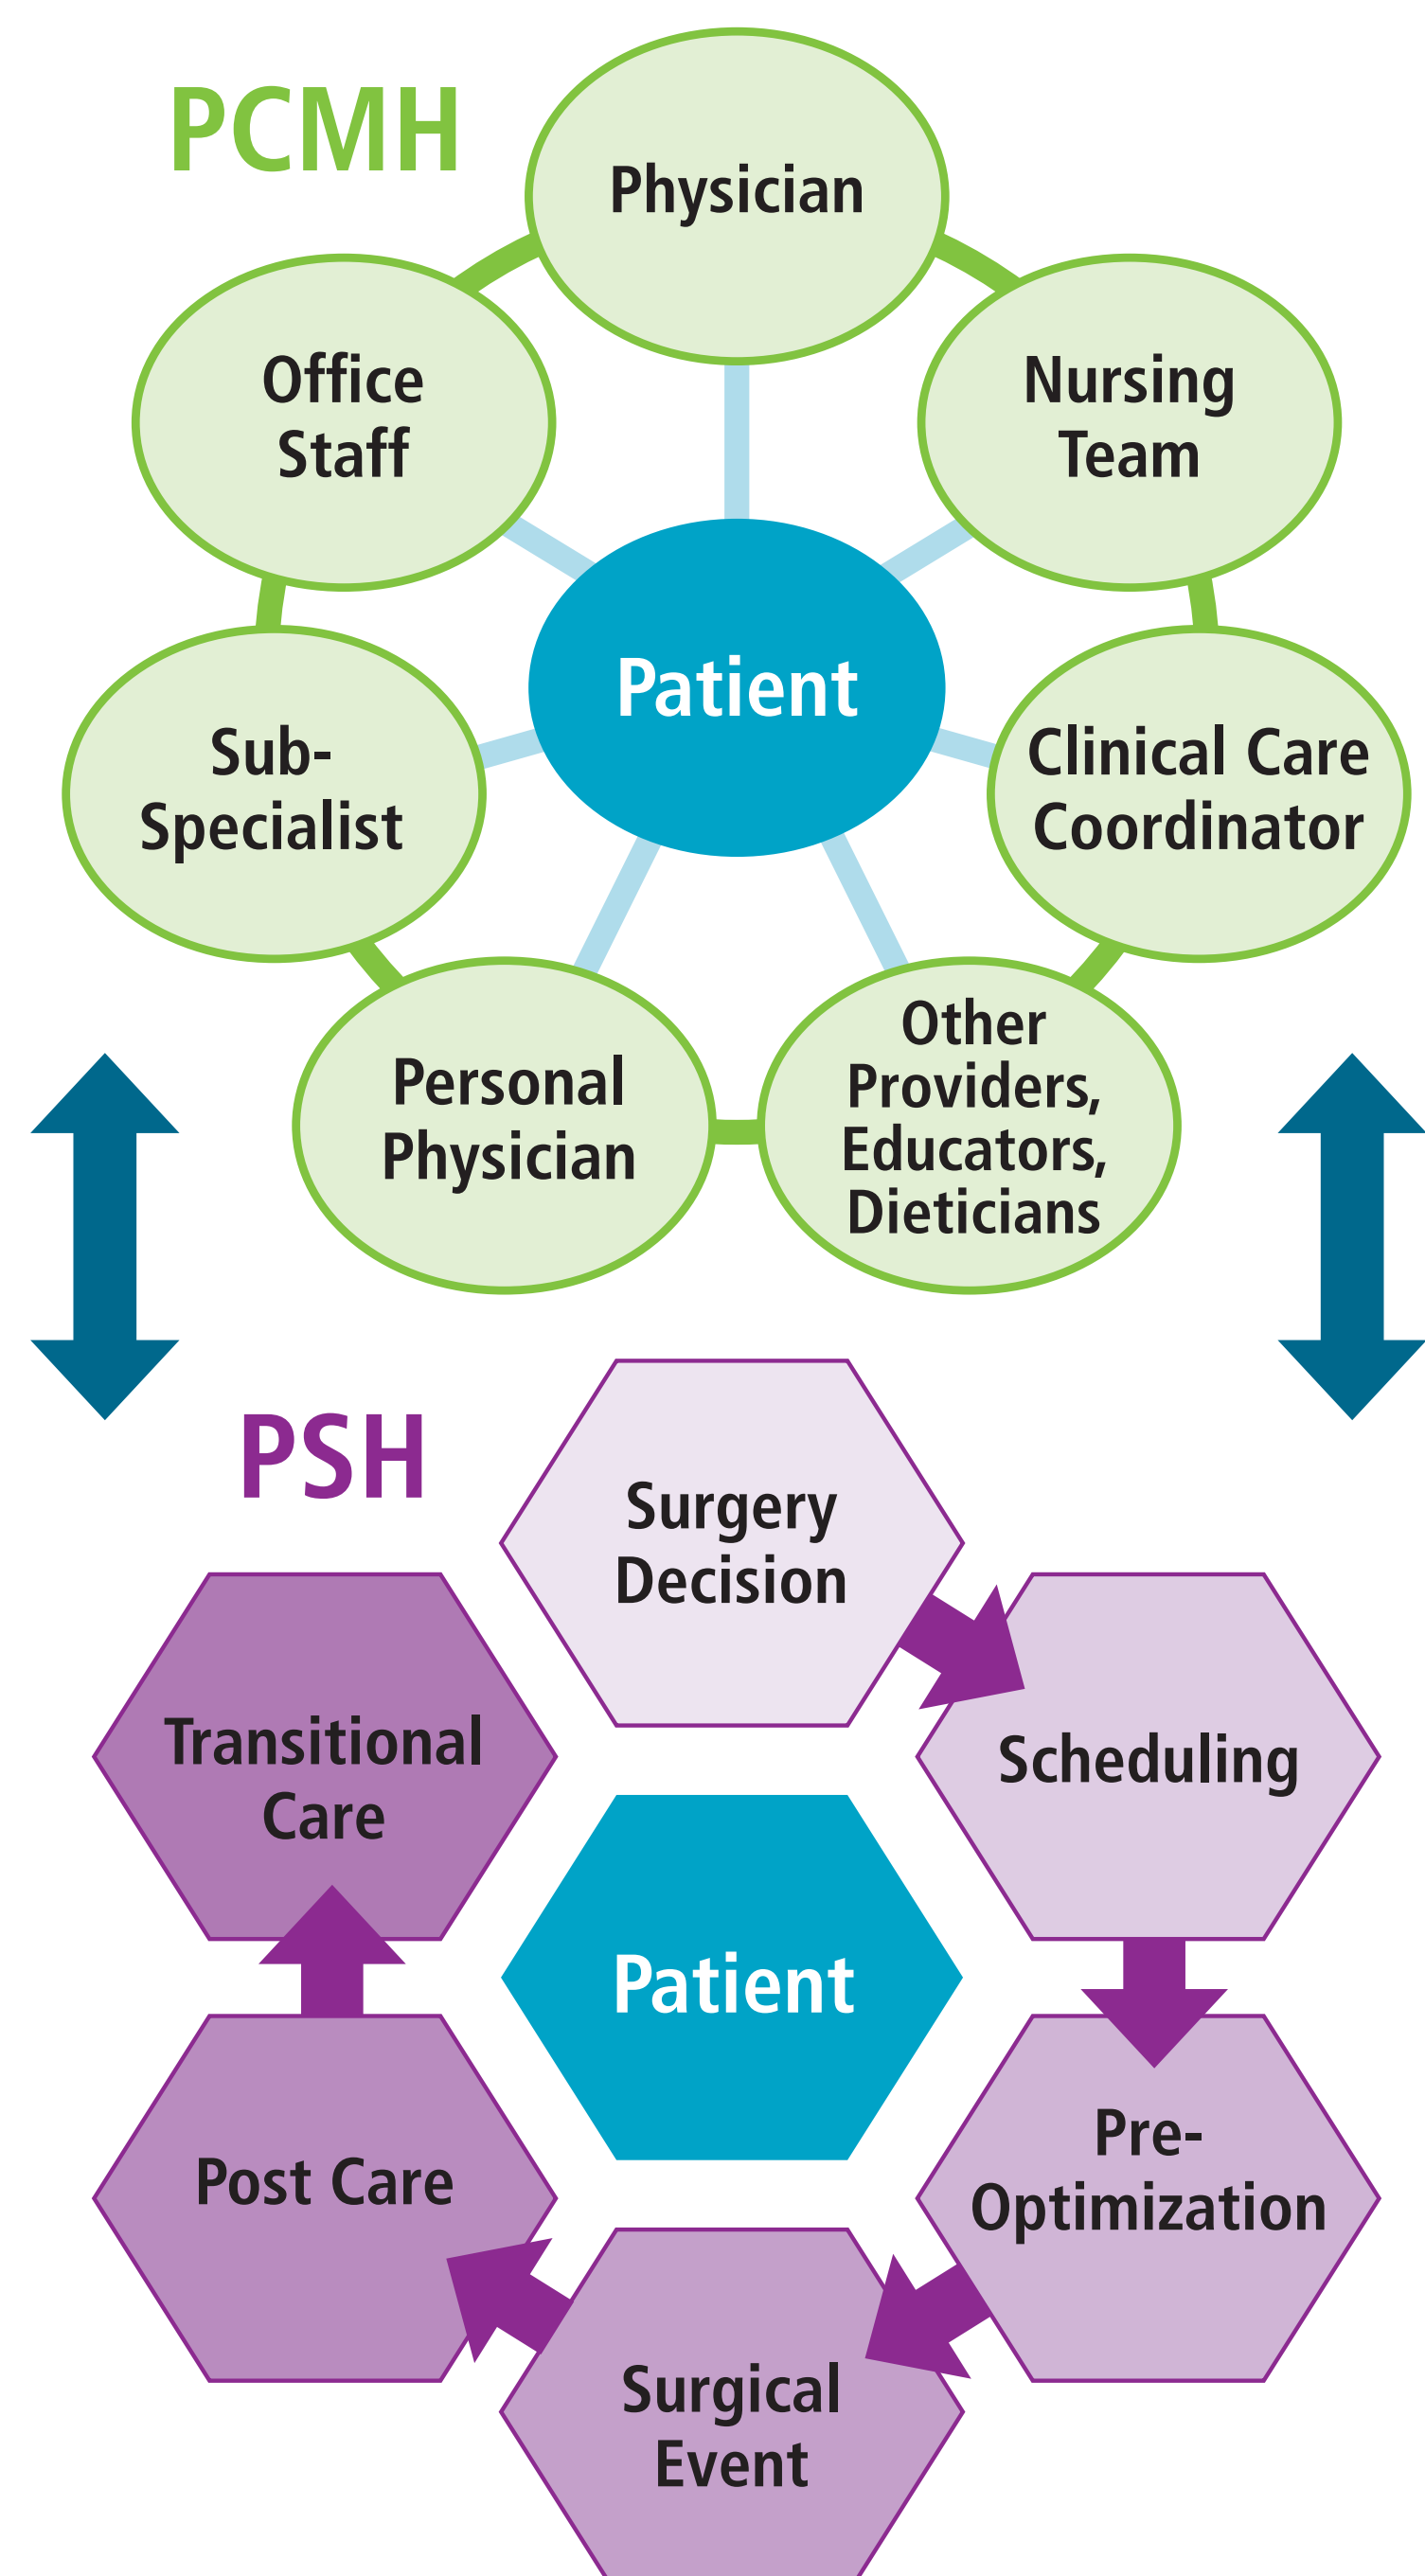 PCMH
Physician
Office
Staff
Nursing
Team
Patient
Sub-
Specialist
Clinical Care
Coordinator
Personal
Physician
Other
Providers,
Educators,
Dieticians
PSH
Surgery
Decision
Scheduling
Transitional
Care
Patient
Pre-
Optimization
Post Care
Surgical
Event